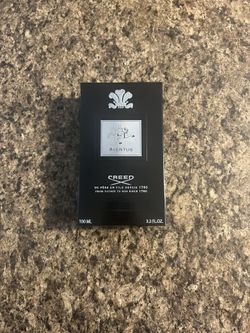 AVENTUS
CREED
DE PÈRE EN FILS DEPUIS 1760
FROM FATHER TO SON SINCE 1760
100 ML 3.3 FL.OZ.